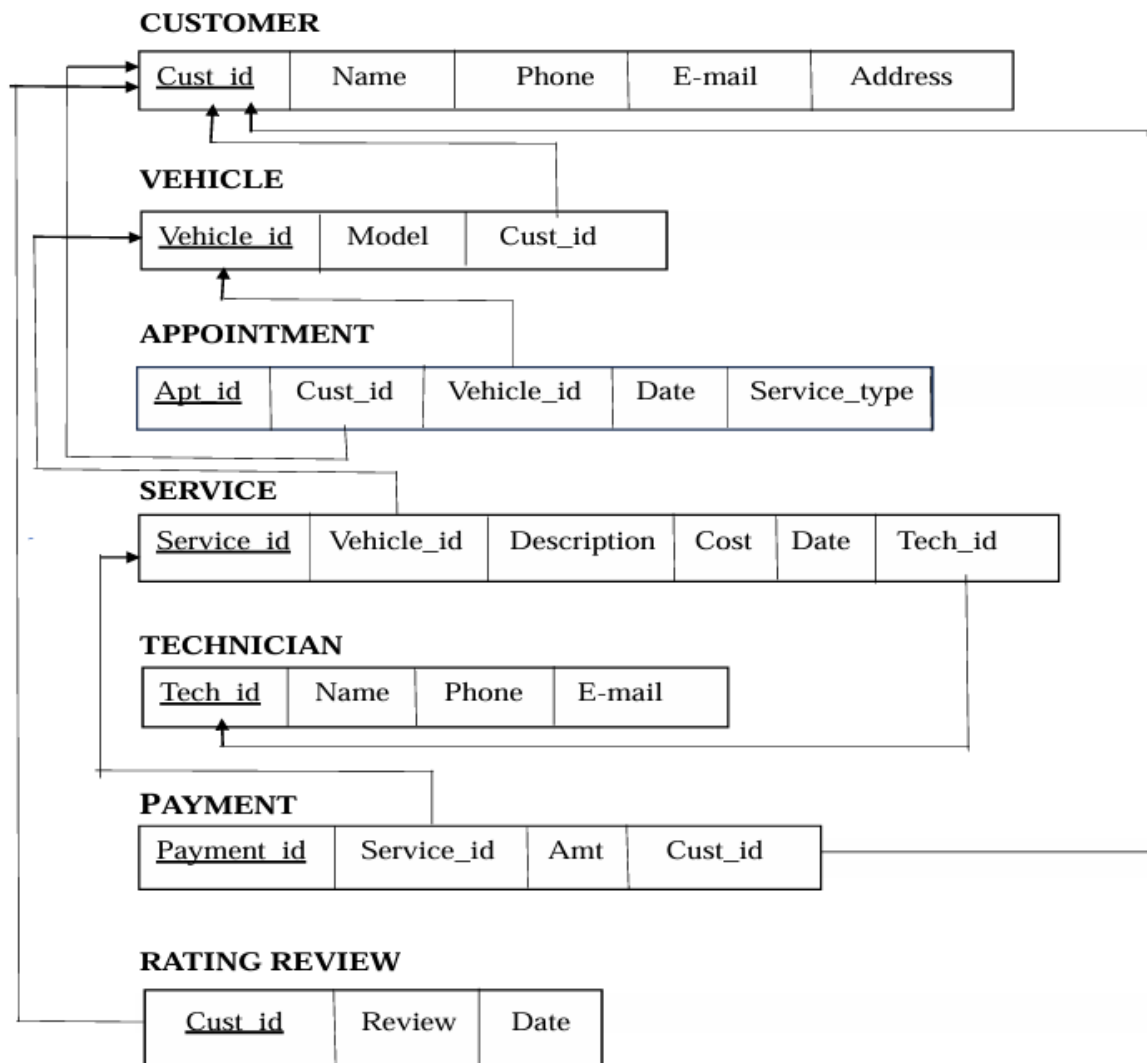 CUSTOMER
Cust_id Name Phone E-mail Address
VEHICLE
Vehicle_id Model Cust_id
APPOINTMENT
Apt_id Cust_id Vehicle_id Date Service_type
SERVICE
Service_id Vehicle_id Description Cost Date Tech_id
TECHNICIAN
Tech_id Name Phone E-mail
PAYMENT
Payment_id Service_id Amt Cust_id
RATING REVIEW
Cust_id Review Date